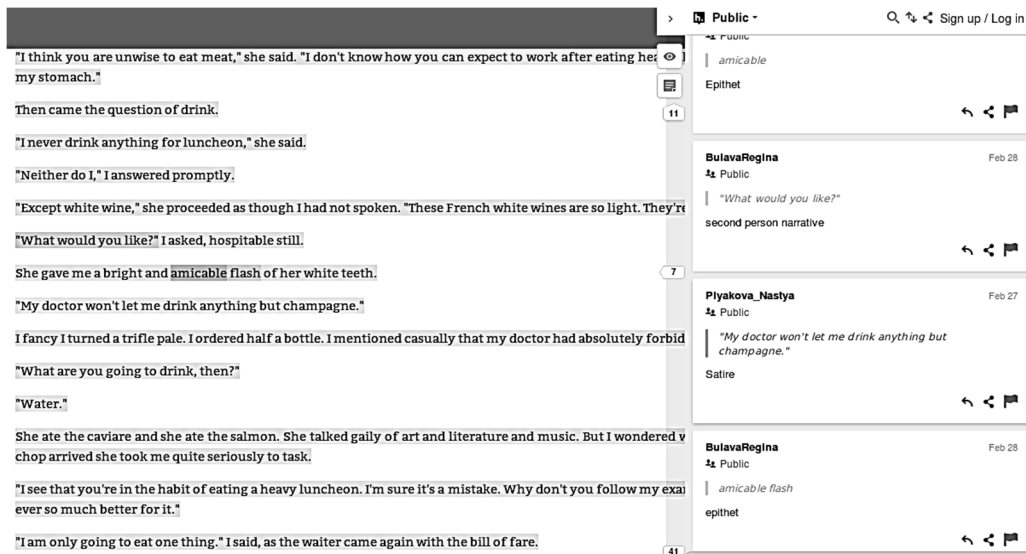 "I think you are unwise to eat meat," she said. "I don't know how you can expect to work after eating
my stomach."
Then came the question of drink.
"I never drink anything for luncheon," she said.
"Neither do I," I answered promptly.
"Except white wine," she proceeded as though I had not spoken. "These French white wines are so light. They're
"What would you like?" I asked, hospitable still.
She gave me a bright and amicable flash of her white teeth.
"My doctor won't let me drink anything but champagne."
I fancy I turned a trifle pale. I ordered half a bottle. I mentioned casually that my doctor had absolutely forbid
"What are you going to drink, then?"
"Water."
She ate the caviare and she ate the salmon. She talked gaily of art and literature and music. But I wondered w
chop arrived she took me quite seriously to task.
"I see that you're in the habit of eating a heavy luncheon. I'm sure it's a mistake. Why don't you follow my exa
ever so much better for it."
"I am only going to eat one thing." I said, as the waiter came again with the bill of fare.
11
7
41
h. Public
Sign up / Log in
Public
amicable
Epithet
BulavaRegina Feb 28
Public
"What would you like?"
second person narrative
Plyakova_Nastya Feb 27
Public
"My doctor won't let me drink anything but
champagne."
Satire
BulavaRegina Feb 28
Public
amicable flash
epithet